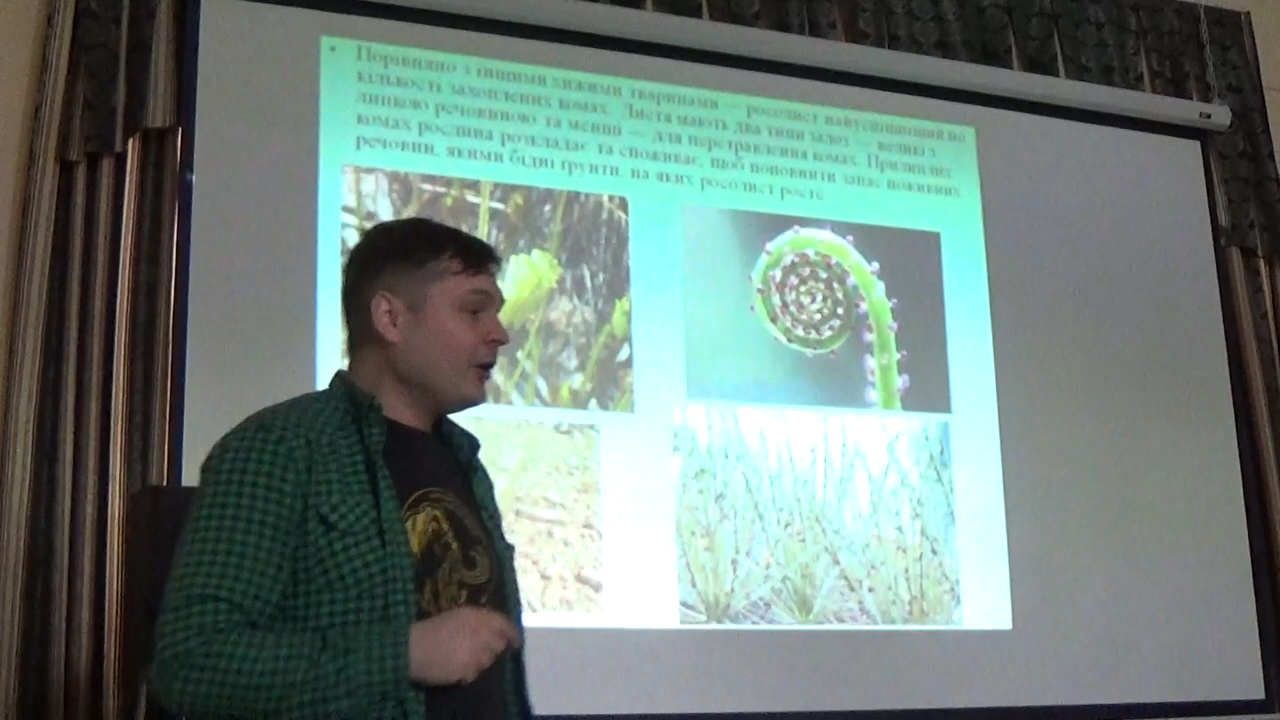 Порівняно з іншими хижими тваринами — росолист найуспішніший по
кількості захоплених комах. Листя мають два типи залоз — великі з
липкою речовиною та менші — для перетравлення комах. Прилиплих
комах рослина розкладає та споживає, щоб поповнити запас поживних
речовин, якими бідні ґрунти, на яких росолист росте